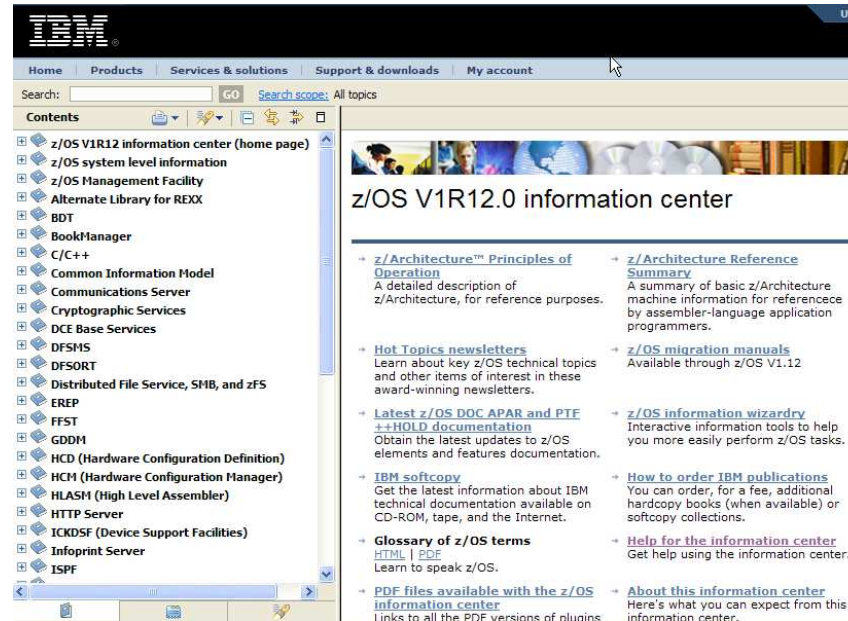 IBM
Home Products Services & solutions Support & downloads My account
Search: GO Search scope: All topics
Contents
z/OS V1R12 information center (home page)
z/OS system level information
z/OS Management Facility
Alternate Library for REXX
BDT
BookManager
C/C++
Common Information Model
Communications Server
Cryptographic Services
DCE Base Services
DFSMS
DFSORT
Distributed File Service, SMB, and zFS
EREP
FFST
GDDM
HCD (Hardware Configuration Definition)
HCM (Hardware Configuration Manager)
HLASM (High Level Assembler)
HTTP Server
ICKDSF (Device Support Facilities)
Infoprint Server
ISPF
z/OS V1R12.0 information center
z/Architecture™ Principles of
Operation
A detailed description of
z/Architecture, for reference purposes.
z/Architecture Reference
Summary
A summary of basic z/Architecture
machine information for referencece
by assembler-language application
programmers.
Hot Topics newsletters
Learn about key z/OS technical topics
and other items of interest in these
award-winning newsletters.
z/OS migration manuals
Available through z/OS V1.12
Latest z/OS DOC APAR and PTF
++HOLD documentation
Obtain the latest updates to z/OS
elements and features documentation.
z/OS information wizardry
Interactive information tools to help
you more easily perform z/OS tasks.
IBM softcopy
Get the latest information about IBM
technical documentation available on
CD-ROM, tape, and the Internet.
How to order IBM publications
You can order, for a fee, additional
hardcopy books (when available) or
softcopy collections.
Glossary of z/OS terms
HTML | PDF
Learn to speak z/OS.
Help for the information center
Get help using the information center.
PDF files available with the z/OS
information center
Links to all the PDF versions of plugins
About this information center
Here's what you can expect from this
information center.